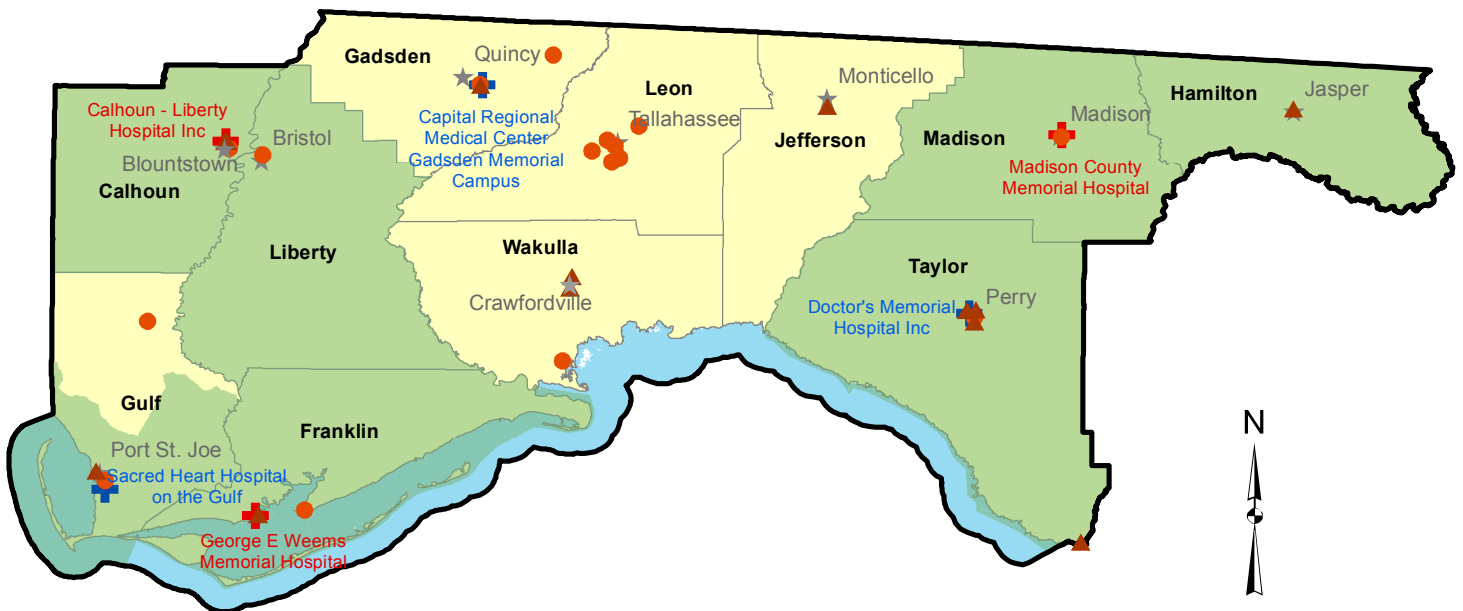 Gadsden
Quincy
Capital Regional
Medical Center
Gadsden Memorial
Campus
Leon
Tallahassee
Monticello
Jefferson
Madison
Madison
Madison County
Memorial Hospital
Hamilton
Jasper
Calhoun - Liberty
Hospital Inc
Blountstown
Bristol
Calhoun
Liberty
Wakulla
Crawfordville
Taylor
Doctor's Memorial
Hospital Inc
Perry
Gulf
Port St. Joe
Sacred Heart Hospital
on the Gulf
Franklin
George E Weems
Memorial Hospital
N